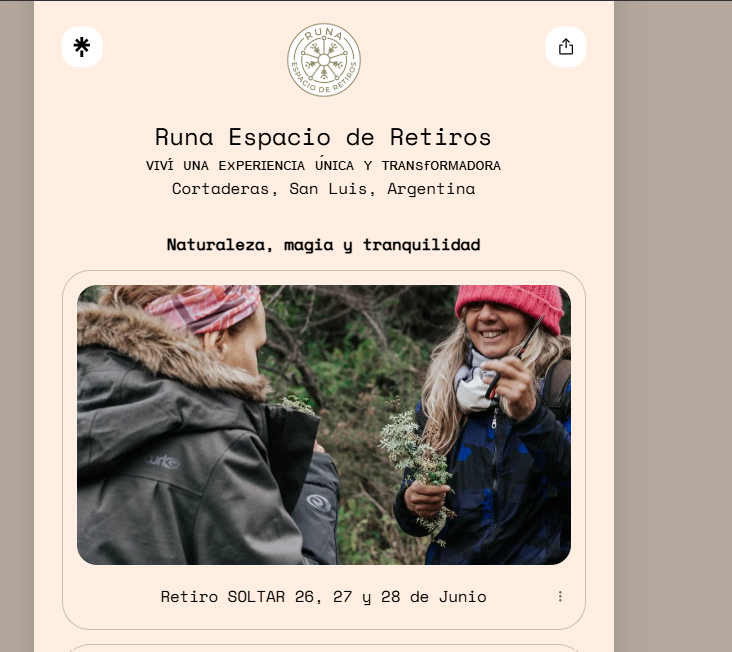 RUNA
ESPACIO DE RETIROS
Runa Espacio de Retiros
VIVÍ UNA EXPERIENCIA ÚNICA Y TRANSFORMADORA
Cortaderas, San Luis, Argentina
Naturaleza, magia y tranquilidad
Retiro SOLTAR 26, 27 y 28 de Junio